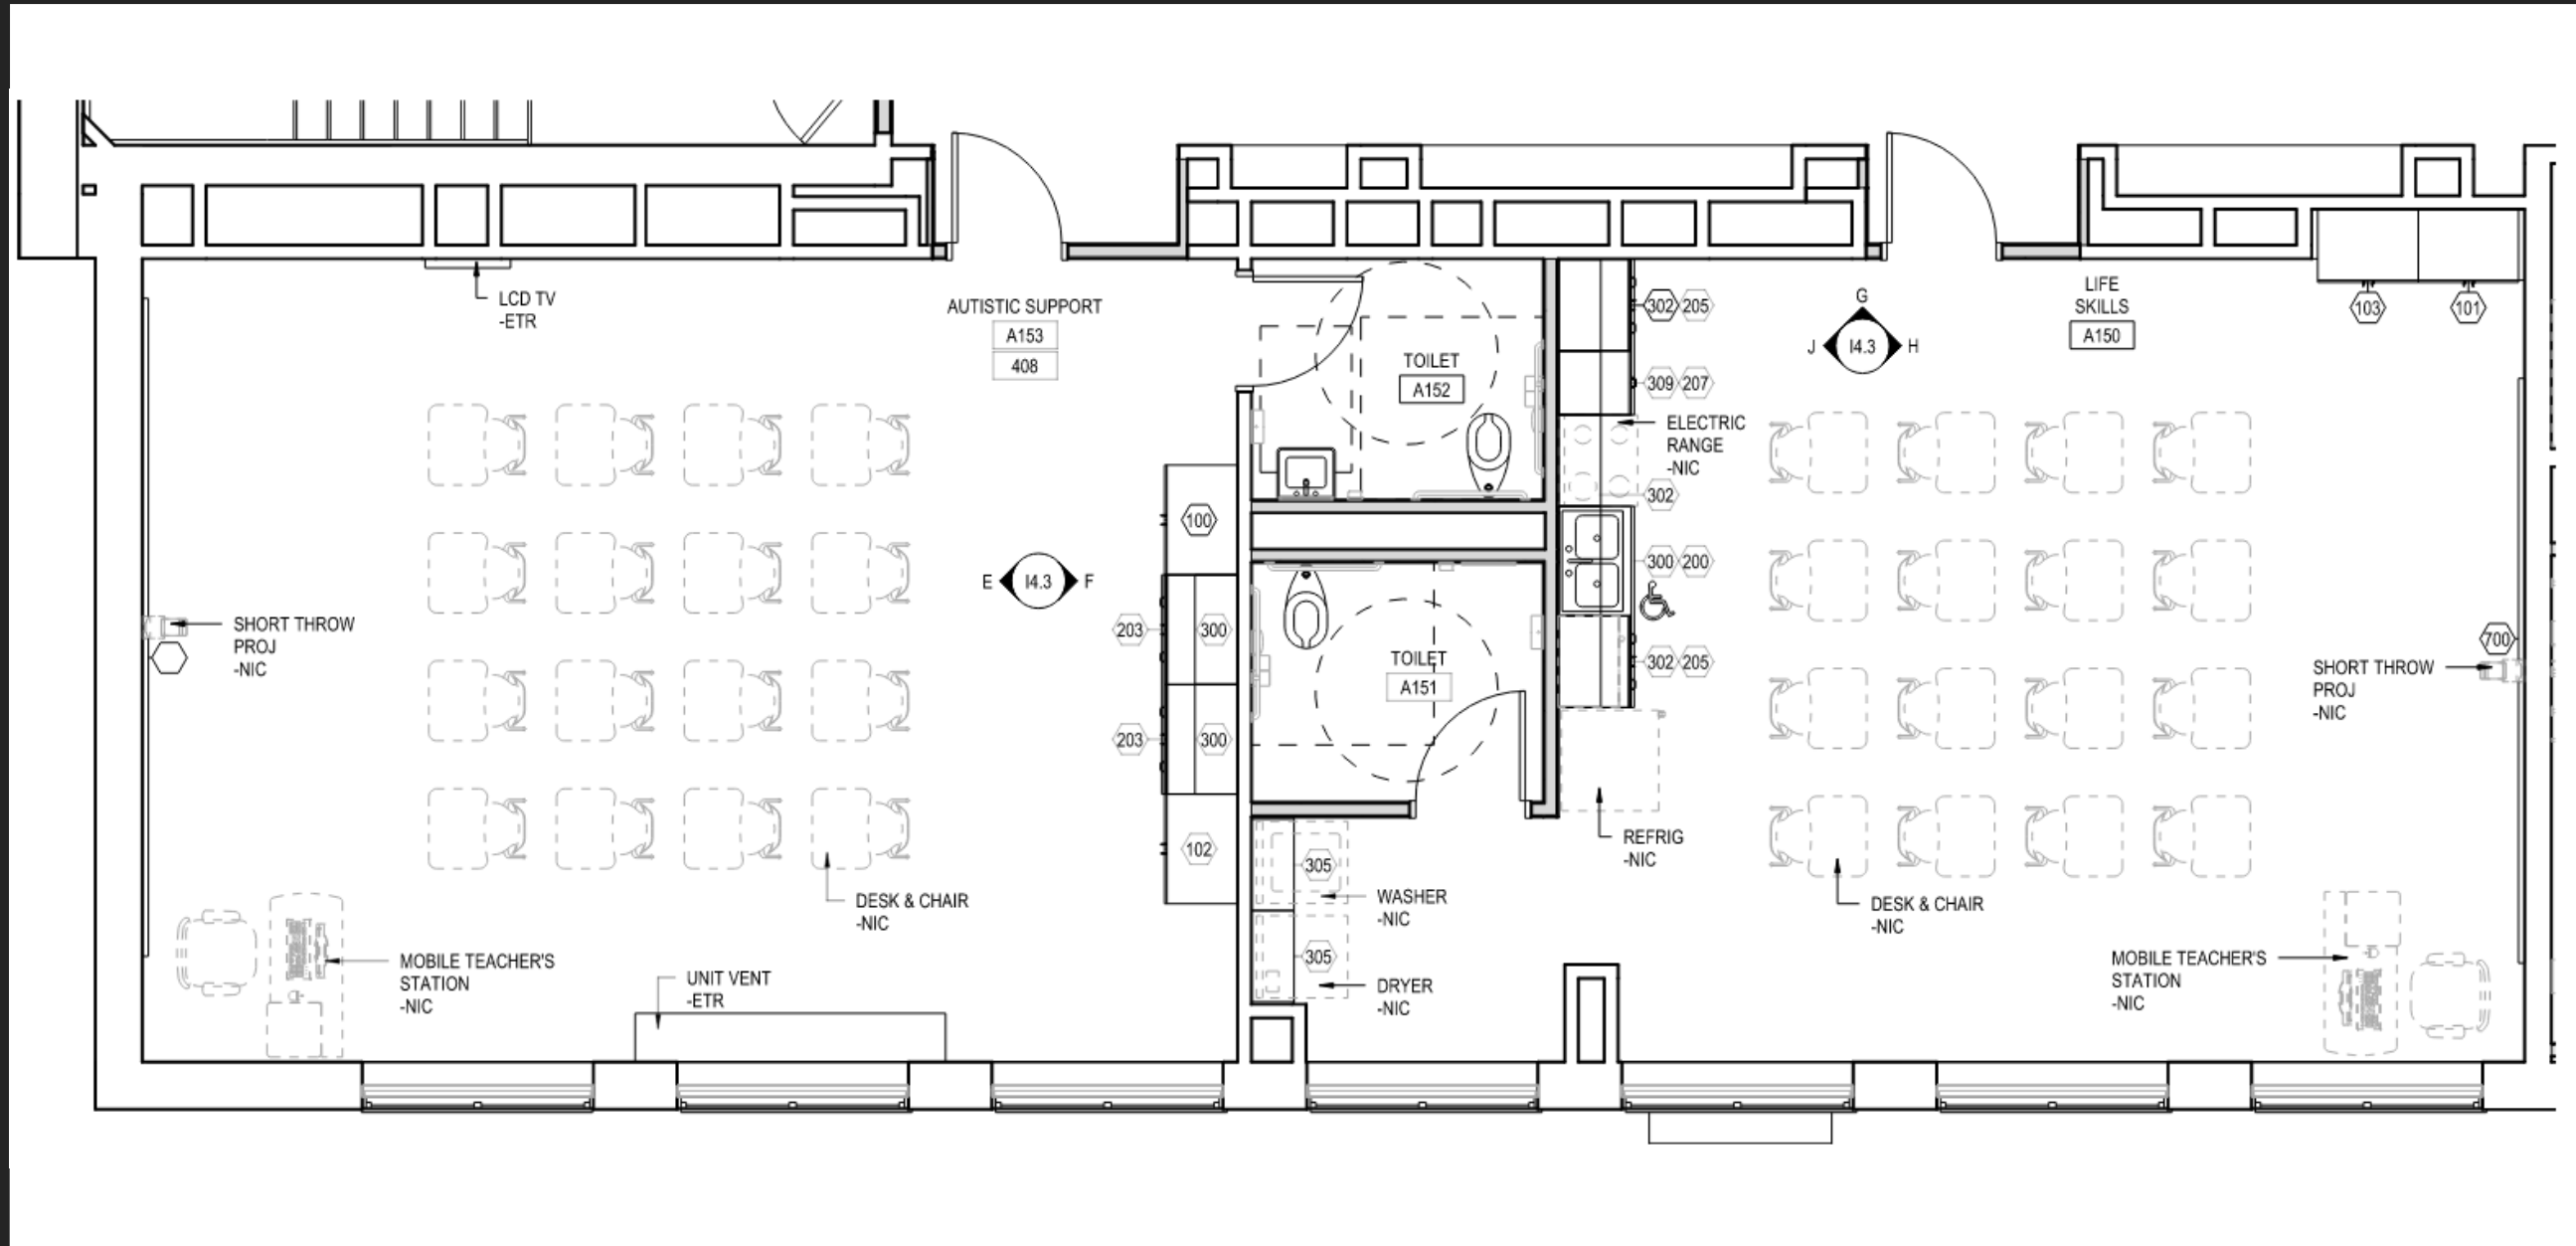 LCD TV
-ETR
AUTISTIC SUPPORT
A153
408
TOILET
A152
302 205
309 207
ELECTRIC
RANGE
-NIC
302
300 200
302 205
G
J I4.3 H
LIFE
SKILLS
A150
103 101
100
E I4.3 F
203 300
203 300
102
SHORT THROW
PROJ
-NIC
TOILET
A151
700
SHORT THROW
PROJ
-NIC
REFRIG
-NIC
305
WASHER
-NIC
305
DRYER
-NIC
DESK & CHAIR
-NIC
DESK & CHAIR
-NIC
MOBILE TEACHER'S
STATION
-NIC
UNIT VENT
-ETR
MOBILE TEACHER'S
STATION
-NIC